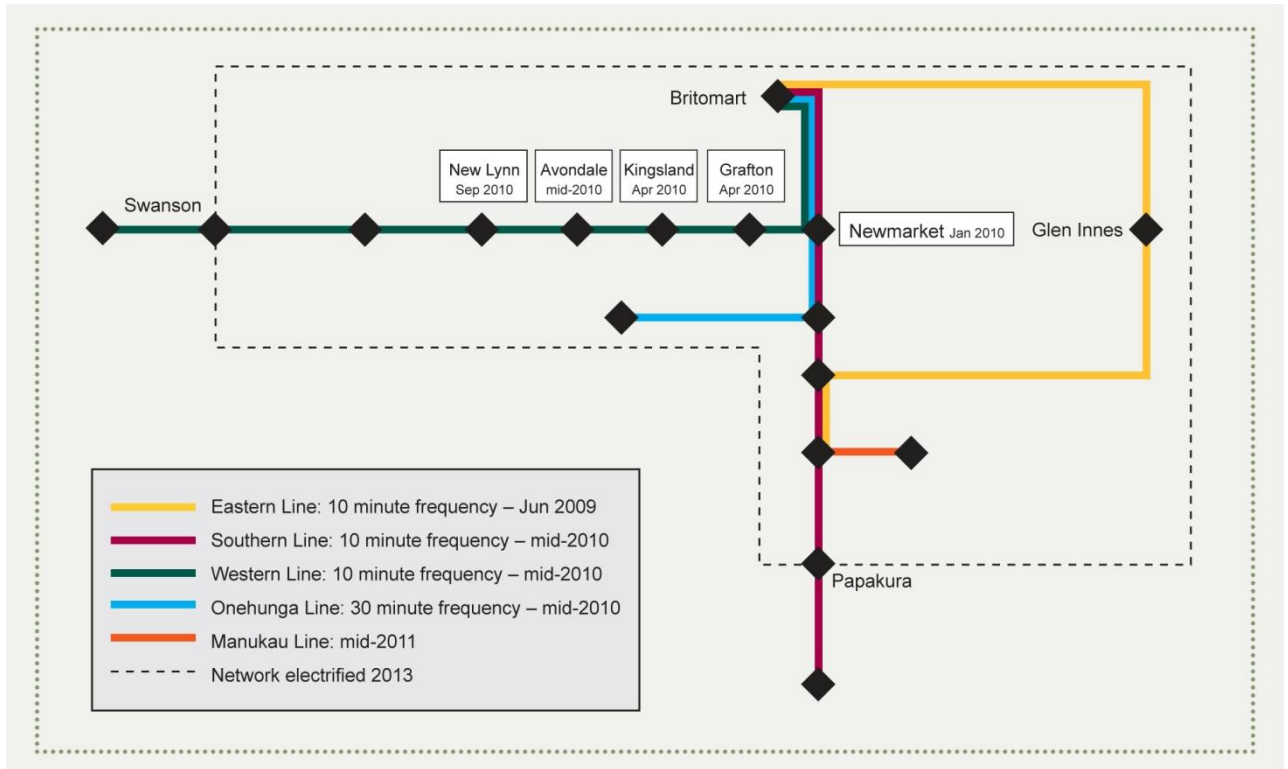 Britomart
New Lynn
Sep 2010
Avondale
mid-2010
Kingsland
Apr 2010
Grafton
Apr 2010
Swanson
Newmarket Jan 2010
Glen Innes
Eastern Line: 10 minute frequency – Jun 2009
Southern Line: 10 minute frequency – mid-2010
Western Line: 10 minute frequency – mid-2010
Onehunga Line: 30 minute frequency – mid-2010
Manukau Line: mid-2011
Network electrified 2013
Papakura